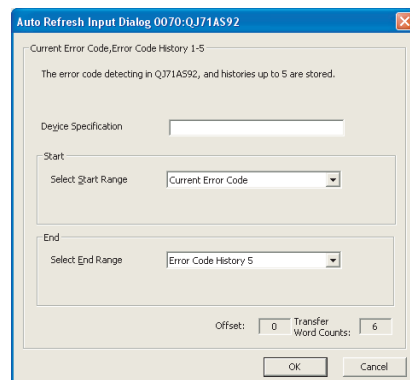 Auto Refresh Input Dialog 0070:QJ71AS92
Current Error Code,Error Code History 1-5
The error code detecting in QJ71AS92, and histories up to 5 are stored.
Device Specification
Start
Select Start Range Current Error Code
End
Select End Range Error Code History 5
Offset: 0 Transfer Word Counts: 6
OK Cancel